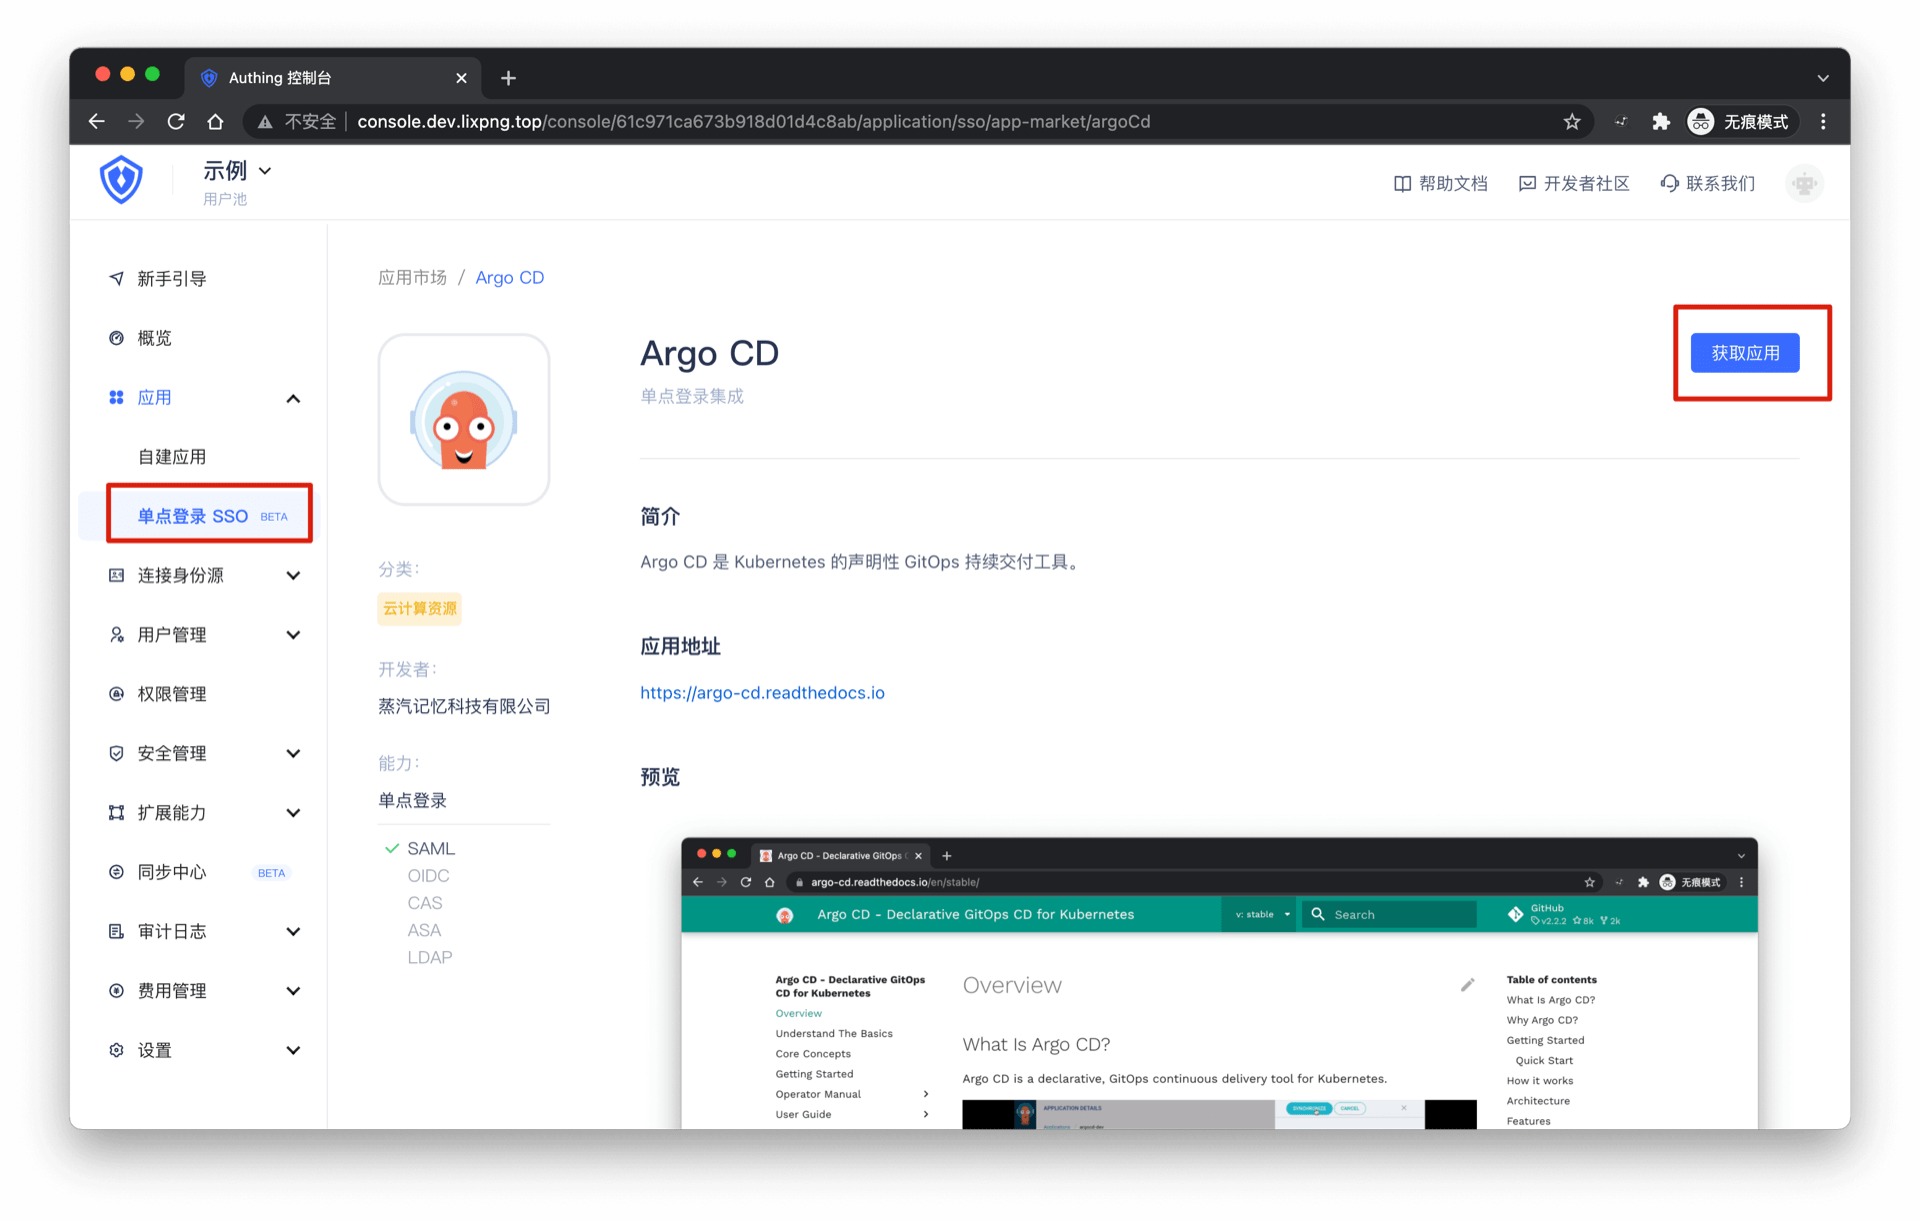 Authing 控制台
不安全 console.dev.lixpng.top/console/61c971ca673b918d01d4c8ab/application/sso/app-market/argoCd
无痕模式
示例
用户池
帮助文档 开发者社区 联系我们
新手引导
概览
应用
自建应用
单点登录 SSO BETA
连接身份源
用户管理
权限管理
安全管理
扩展能力
同步中心 BETA
审计日志
费用管理
设置
应用市场 / Argo CD
分类：
云计算资源
开发者：
蒸汽记忆科技有限公司
能力：
单点登录
SAML
OIDC
CAS
ASA
LDAP
Argo CD
单点登录集成
获取应用
简介
Argo CD 是 Kubernetes 的声明性 GitOps 持续交付工具。
应用地址
https://argo-cd.readthedocs.io
预览
Argo CD - Declarative GitOps
argo-cd.readthedocs.io/en/stable/
无痕模式
Argo CD - Declarative GitOps CD for Kubernetes
v: stable
Search
GitHub
v2.2.2 8k 2k
Argo CD - Declarative GitOps
CD for Kubernetes
Overview
Understand The Basics
Core Concepts
Getting Started
Operator Manual
User Guide
Overview
What Is Argo CD?
Argo CD is a declarative, GitOps continuous delivery tool for Kubernetes.
APPLICATION DETAILS
Applications / argocd-dev
SYNCHRONIZE CANCEL
Table of contents
What Is Argo CD?
Why Argo CD?
Getting Started
Quick Start
How it works
Architecture
Features